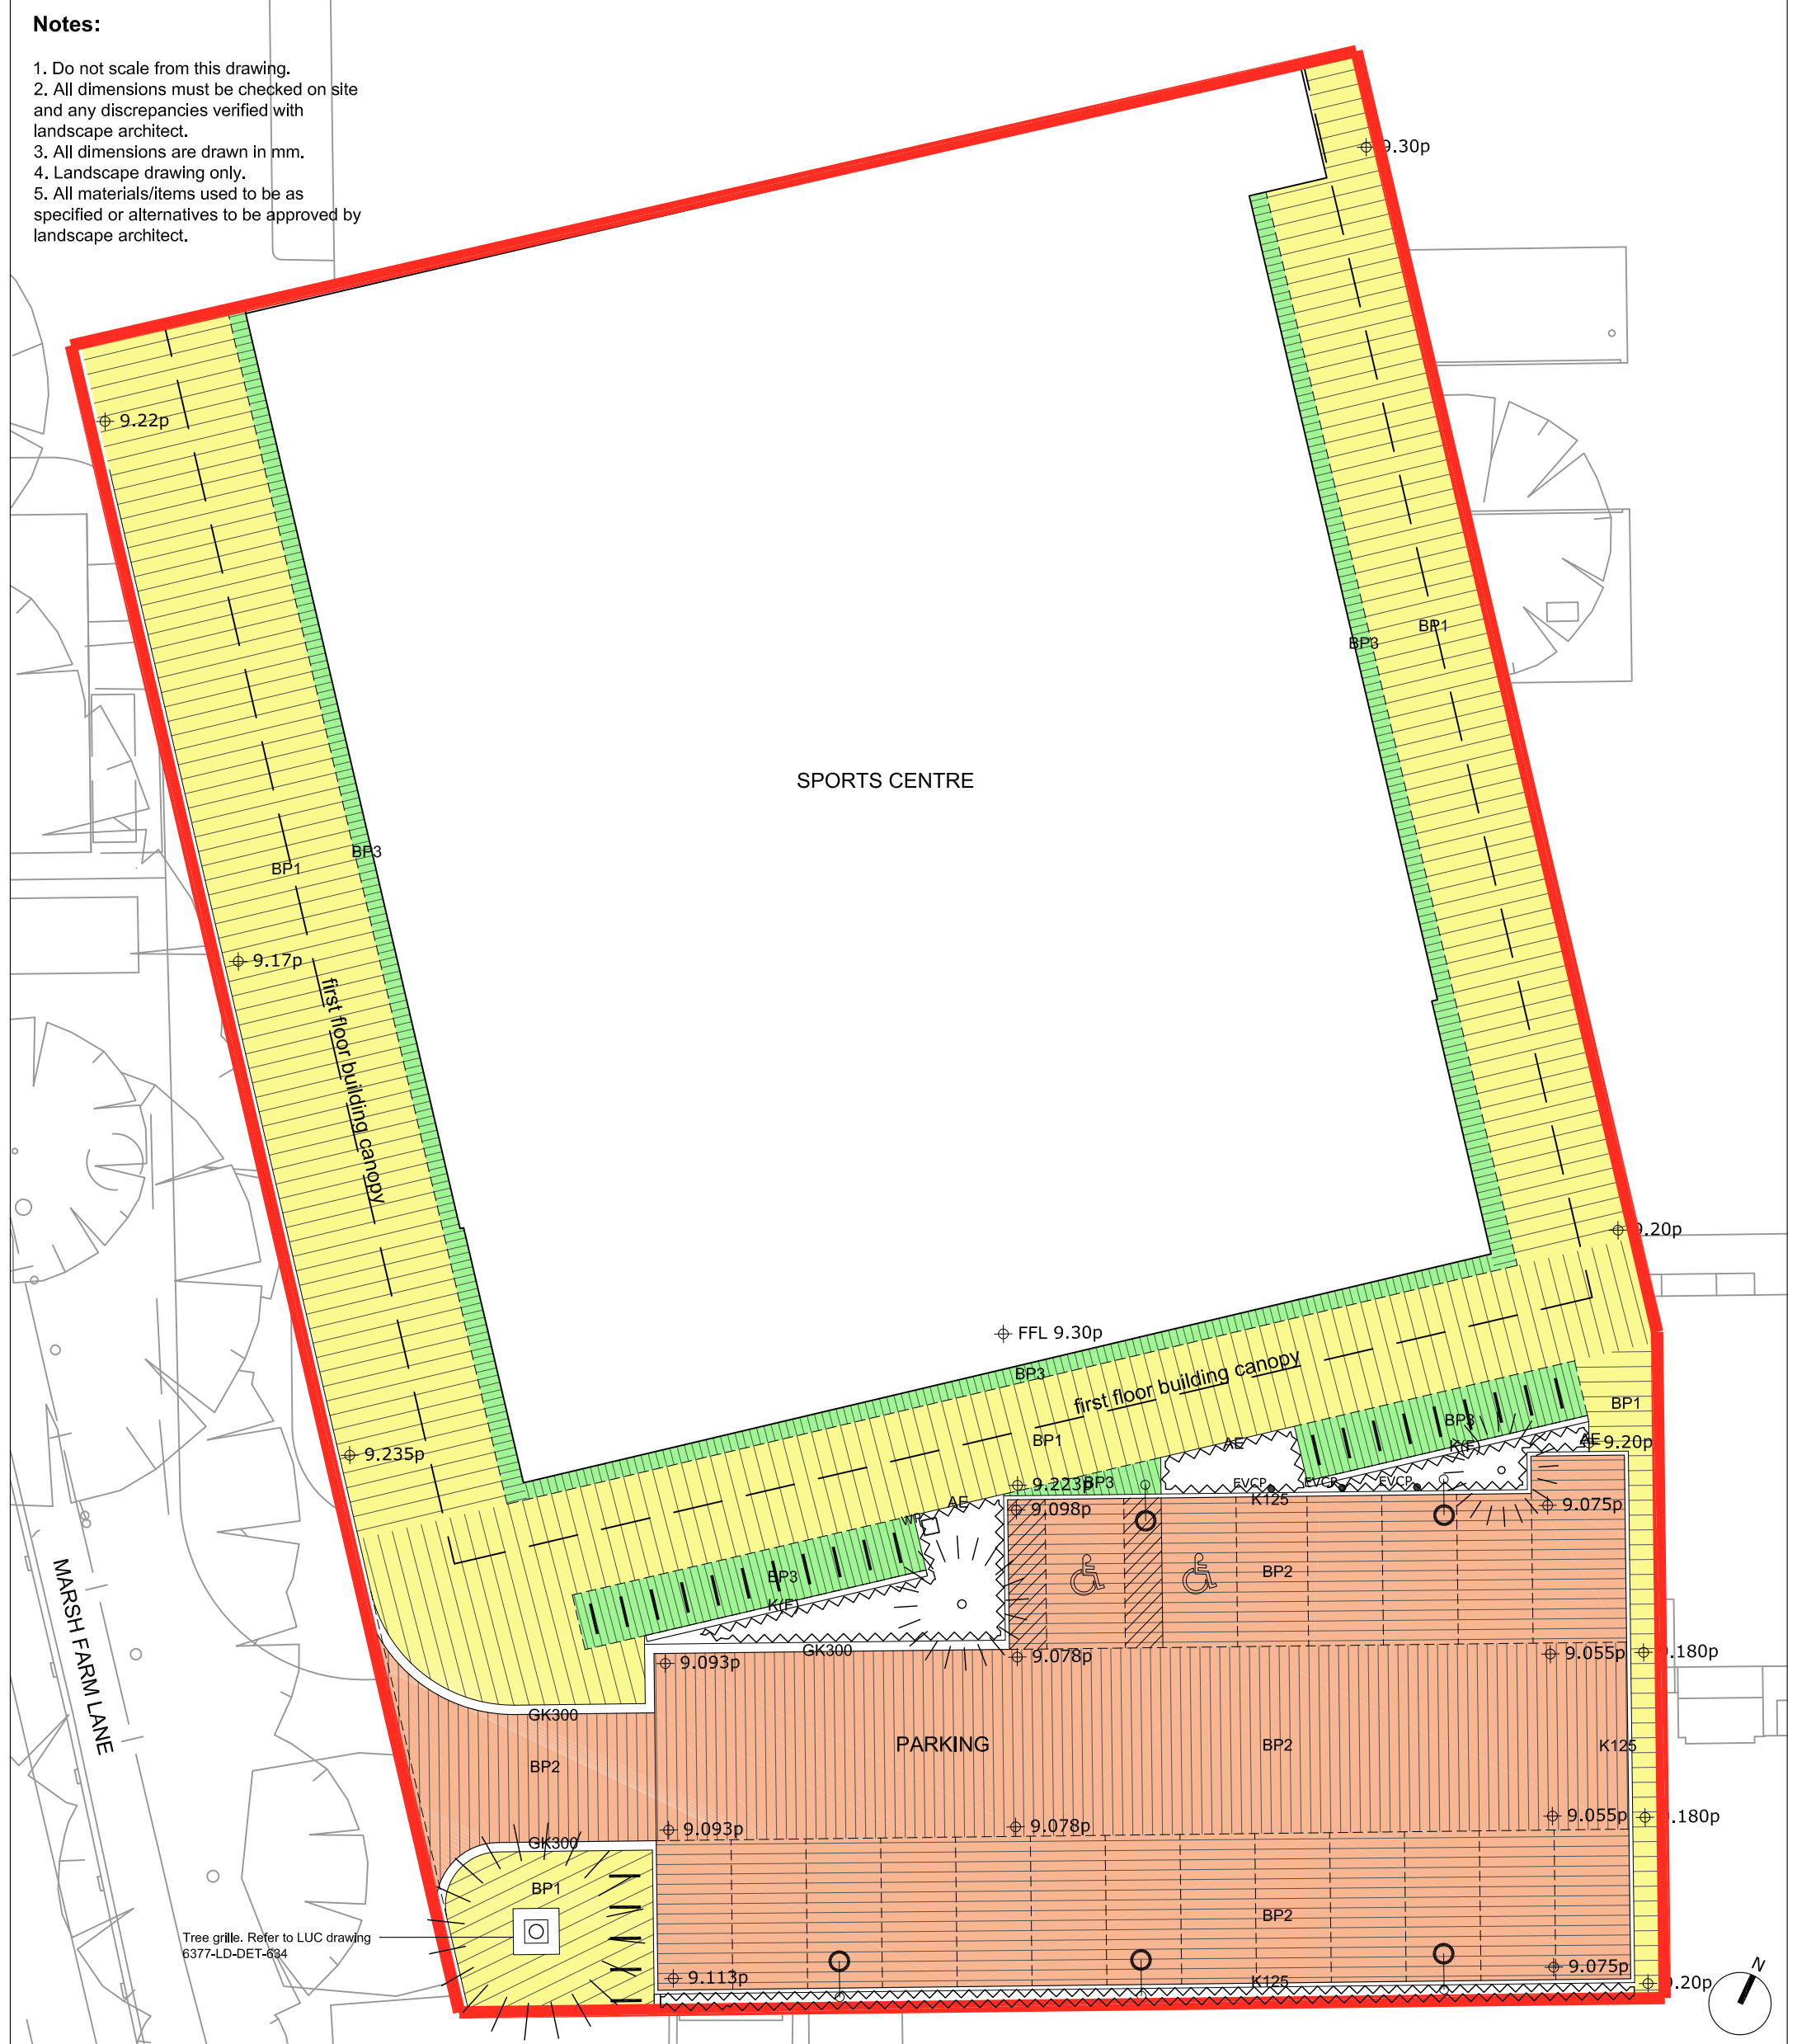 Notes:
1. Do not scale from this drawing.
2. All dimensions must be checked on site
and any discrepancies verified with
landscape architect.
3. All dimensions are drawn in mm.
4. Landscape drawing only.
5. All materials/items used to be as
specified or alternatives to be approved by
landscape architect.
9.30p
9.22p
BP1
BP3
SPORTS CENTRE
BP3
BP1
9.17p
first floor building canopy
9.20p
FFL 9.30p
BP3
first floor building canopy
BP1
BP1
BP3
K(F)
AE
9.20p
AE
9.235p
9.223p
BP3
EVCP
EVCP
EVCP
K125
AE
WP
9.098p
9.075p
BP3
BP2
K(F)
GK300
9.093p
9.078p
9.055p
9.180p
MARSH FARM LANE
GK300
PARKING
BP2
K125
BP2
9.093p
9.078p
9.055p
9.180p
GK300
BP1
BP2
Tree grille. Refer to LUC drawing
6377-LD-DET-634
9.113p
K125
9.075p
9.20p
N